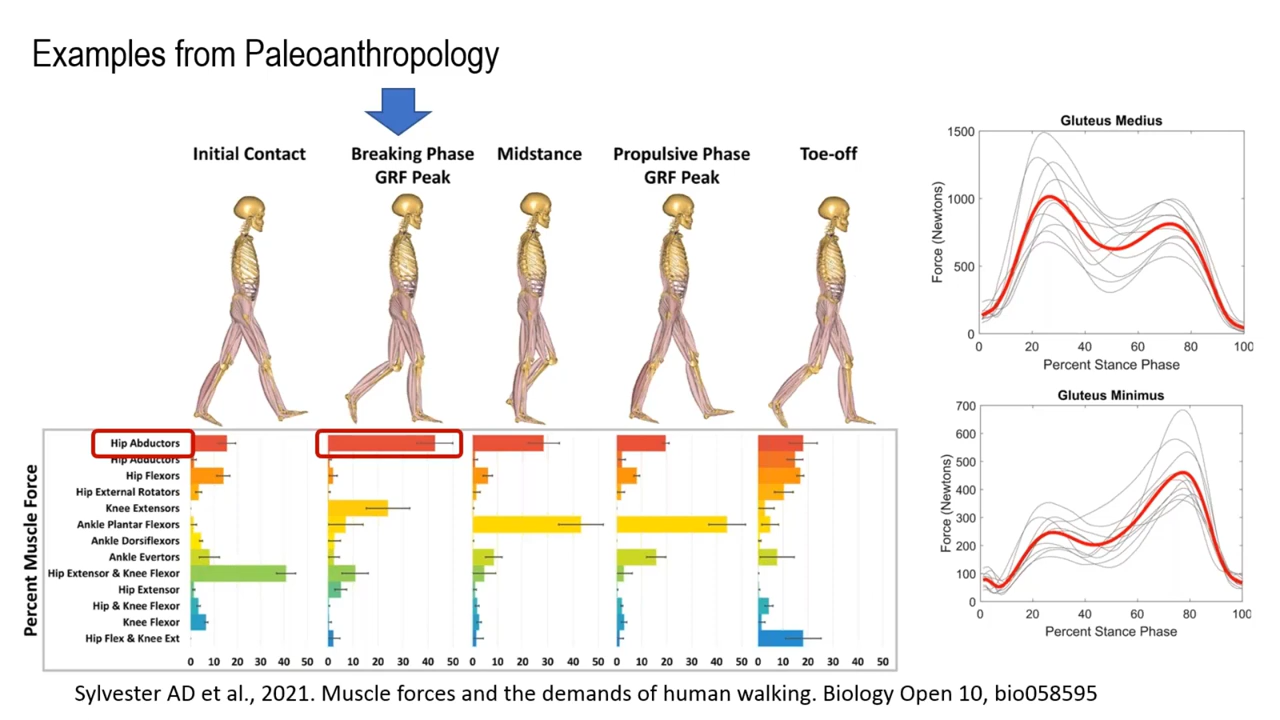 Examples from Paleoanthropology
Initial Contact
Breaking Phase
GRF Peak
Midstance
Propulsive Phase
GRF Peak
Toe-off
Percent Muscle Force
Hip Abductors
Hip Adductors
Hip Flexors
Hip External Rotators
Knee Extensors
Ankle Plantar Flexors
Ankle Dorsiflexors
Ankle Evertors
Hip Extensor & Knee Flexor
Hip Extensor
Hip & Knee Flexor
Knee Flexor
Hip Flex & Knee Ext
0 10 20 30 40 50
0 10 20 30 40 50
0 10 20 30 40 50
0 10 20 30 40 50
0 10 20 30 40 50
Gluteus Medius
Force (Newtons)
1500
1000
500
0
0 20 40 60 80 100
Percent Stance Phase
Gluteus Minimus
Force (Newtons)
700
600
500
400
300
200
100
0
0 20 40 60 80 100
Percent Stance Phase
Sylvester AD et al., 2021. Muscle forces and the demands of human walking. Biology Open 10, bio058595